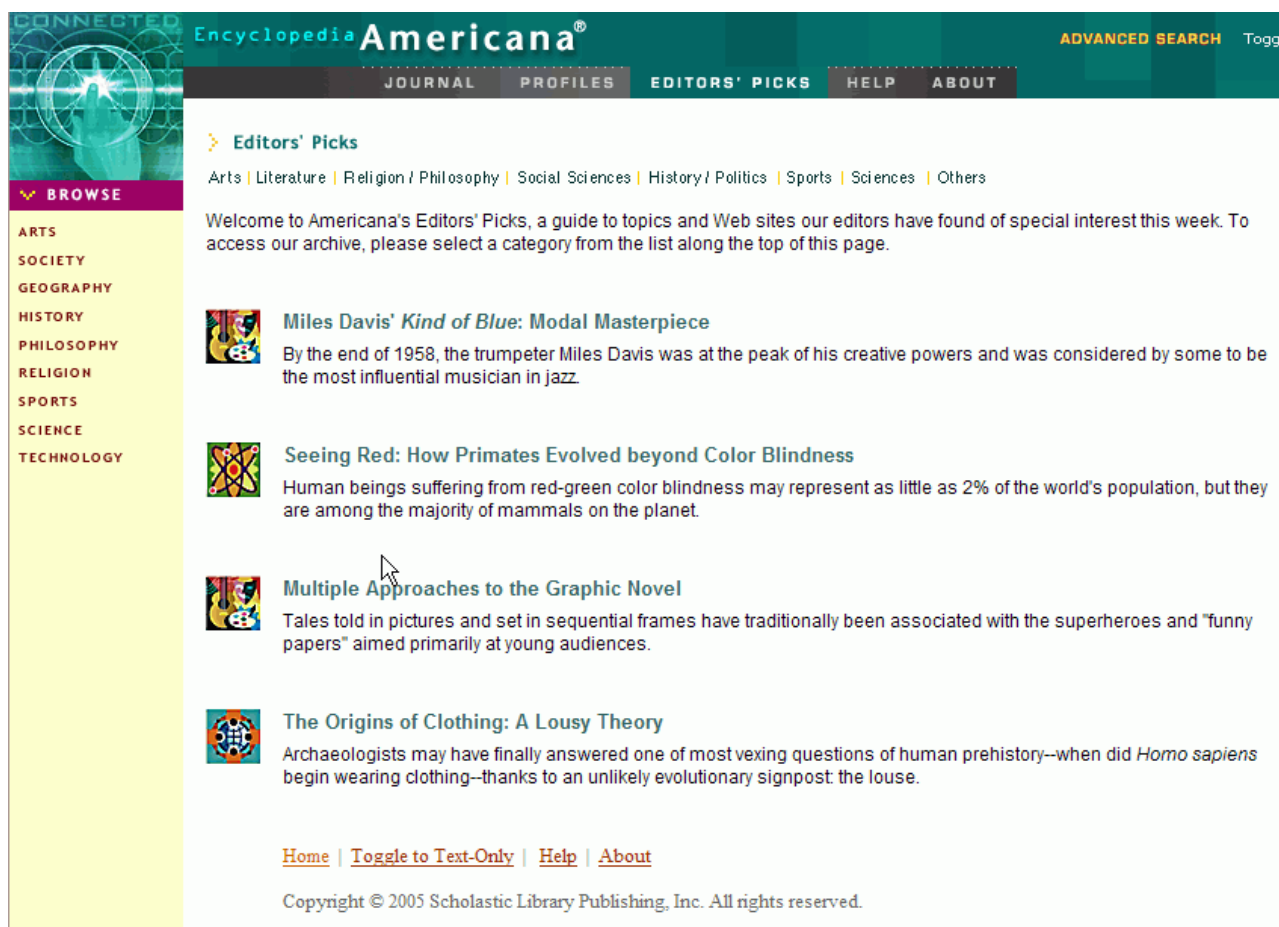 CONNECTED
Encyclopedia Americana®
ADVANCED SEARCH Togg
JOURNAL PROFILES EDITORS' PICKS HELP ABOUT
Editors' Picks
Arts | Literature | Religion / Philosophy | Social Sciences | History / Politics | Sports | Sciences | Others
BROWSE
ARTS
SOCIETY
GEOGRAPHY
HISTORY
PHILOSOPHY
RELIGION
SPORTS
SCIENCE
TECHNOLOGY
Welcome to Americana's Editors' Picks, a guide to topics and Web sites our editors have found of special interest this week. To
access our archive, please select a category from the list along the top of this page.
Miles Davis' Kind of Blue: Modal Masterpiece
By the end of 1958, the trumpeter Miles Davis was at the peak of his creative powers and was considered by some to be
the most influential musician in jazz.
Seeing Red: How Primates Evolved beyond Color Blindness
Human beings suffering from red-green color blindness may represent as little as 2% of the world's population, but they
are among the majority of mammals on the planet.
Multiple Approaches to the Graphic Novel
Tales told in pictures and set in sequential frames have traditionally been associated with the superheroes and "funny
papers" aimed primarily at young audiences.
The Origins of Clothing: A Lousy Theory
Archaeologists may have finally answered one of most vexing questions of human prehistory--when did Homo sapiens
begin wearing clothing--thanks to an unlikely evolutionary signpost: the louse.
Home | Toggle to Text-Only | Help | About
Copyright © 2005 Scholastic Library Publishing, Inc. All rights reserved.